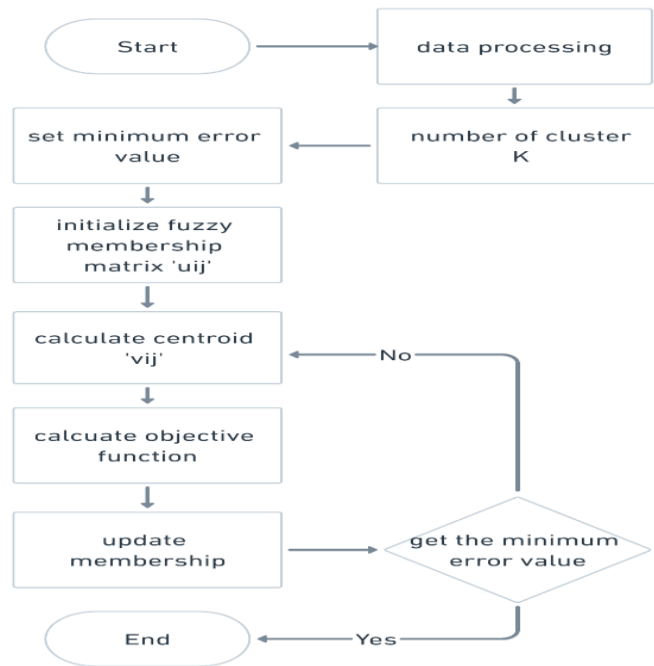 Start
data processing
number of cluster
K
set minimum error
value
initialize fuzzy
membership
matrix 'uij'
calculate centroid
'vij'
calcuate objective
function
update
membership
get the minimum
error value
No
Yes
End